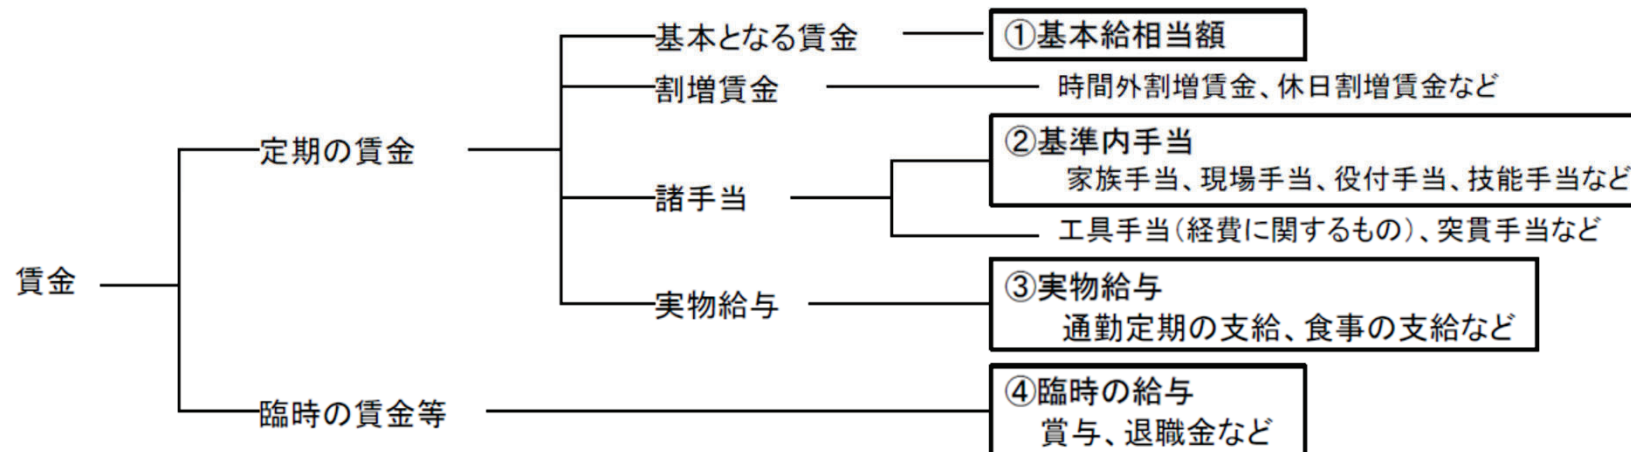 基本となる賃金
①基本給相当額
割増賃金
時間外割増賃金、休日割増賃金など
定期の賃金
②基準内手当
家族手当、現場手当、役付手当、技能手当など
諸手当
工具手当(経費に関するもの)、突貫手当など
賃金
③実物給与
実物給与
通勤定期の支給、食事の支給など
④臨時の給与
臨時の賃金等
賞与、退職金など